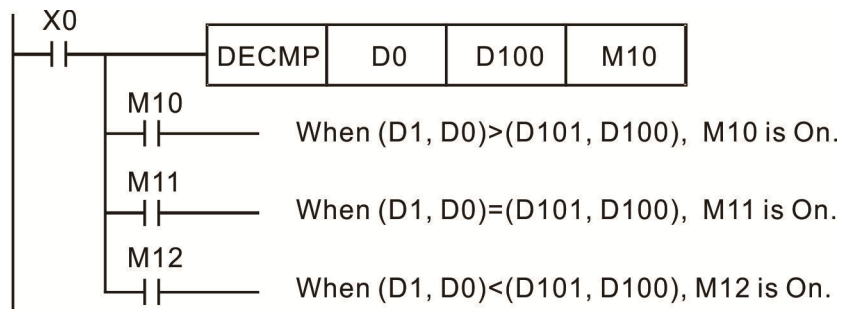 X0
DECMP D0 D100 M10
M10
When (D1, D0)>(D101, D100), M10 is On.
M11
When (D1, D0)=(D101, D100), M11 is On.
M12
When (D1, D0)<(D101, D100), M12 is On.